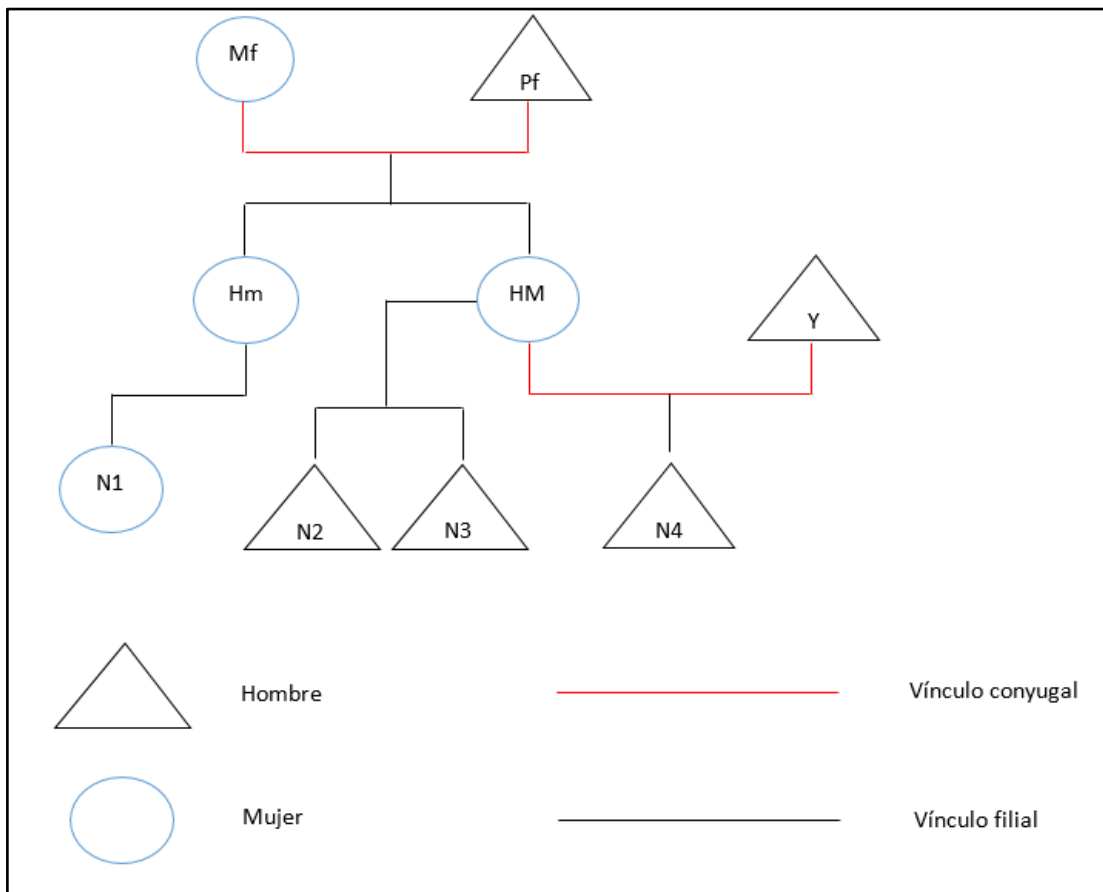 Mf
Pf
Hm
HM
Y
N1
N2
N3
N4
Hombre
Vínculo conyugal
Mujer
Vínculo filial